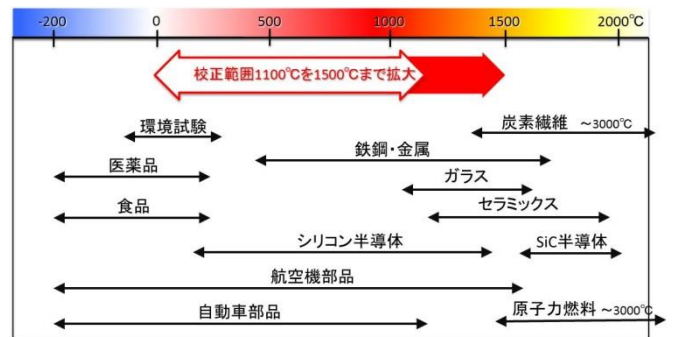 -200 0 500 1000 1500 2000℃
校正範囲1100℃を1500℃まで拡大
環境試験
炭素繊維 ~3000℃
鉄鋼・金属
医薬品
ガラス
食品
セラミックス
シリコン半導体
SiC半導体
航空機部品
自動車部品
原子力燃料 ~3000℃